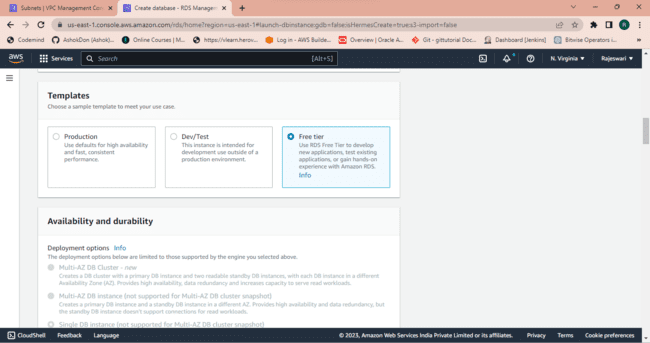 Subnets | VPC Management Con
Create database - RDS Manager
us-east-1.console.aws.amazon.com/rds/home?region=us-east-1#launch-dbinstance:gdb=false;isHermesCreate=true;s3-import=false
Codemind
AshokDon (Ashok)...
Online Courses | M...
https://vlearn.herov...
Log in - AWS Builde...
Overview | Oracle A...
Git - gittutorial Doc...
Dashboard [Jenkins]
Bitwise Operators i...
aws
Services
Search
[Alt+S]
N. Virginia
Rajeswari
Templates
Choose a sample template to meet your use case.
Production
Use defaults for high availability
and fast, consistent
performance.
Dev/Test
This instance is intended for
development use outside of a
production environment.
Free tier
Use RDS Free Tier to develop
new applications, test existing
applications, or gain hands-on
experience with Amazon RDS.
Info
Availability and durability
Deployment options Info
The deployment options below are limited to those supported by the engine you selected above.
Multi-AZ DB Cluster - new
Creates a DB cluster with a primary DB instance and two readable standby DB instances, with each DB instance in a different
Availability Zone (AZ). Provides high availability, data redundancy and increases capacity to serve read workloads.
Multi-AZ DB instance (not supported for Multi-AZ DB cluster snapshot)
Creates a primary DB instance and a standby DB instance in a different AZ. Provides high availability and data redundancy, but
the standby DB instance doesn't support connections for read workloads.
Single DB instance (not supported for Multi-AZ DB cluster snapshot)
CloudShell
Feedback
Language
© 2023, Amazon Web Services India Private Limited or its affiliates.
Privacy
Terms
Cookie preferences